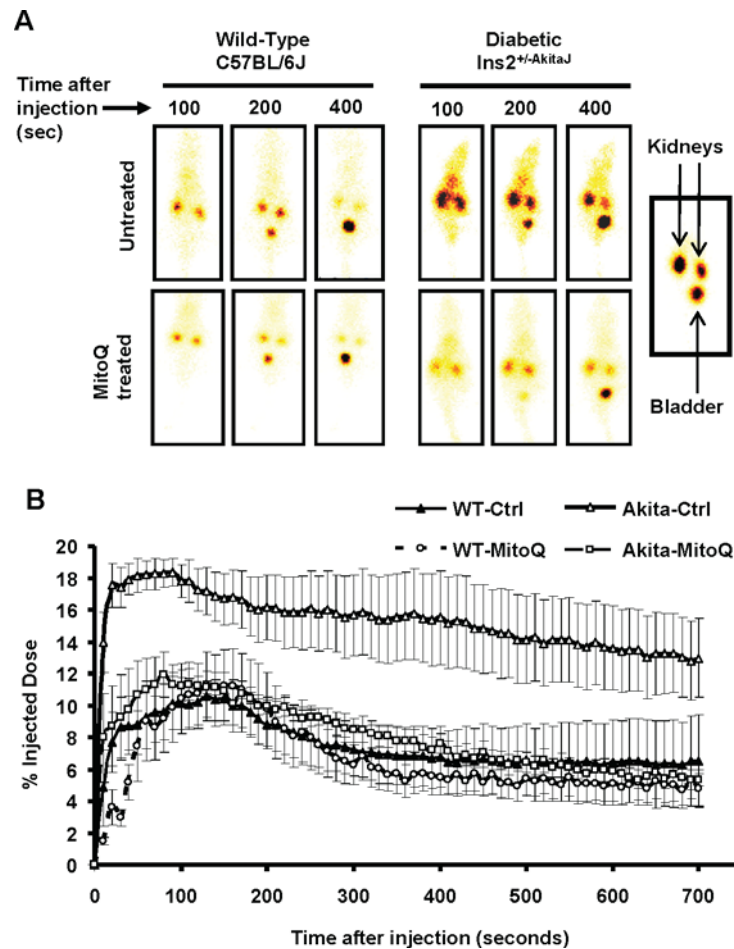 A
Wild-Type
C57BL/6J
Diabetic
Ins2+/-AkitaJ
Time after
injection
(sec)
100 200 400 100 200 400
Kidneys
Untreated
MitoQ
treated
Bladder
B
WT-Ctrl Akita-Ctrl
WT-MitoQ Akita-MitoQ
20
18
16
14
12
10
8
6
4
2
0
% Injected Dose
0 100 200 300 400 500 600 700
Time after injection (seconds)